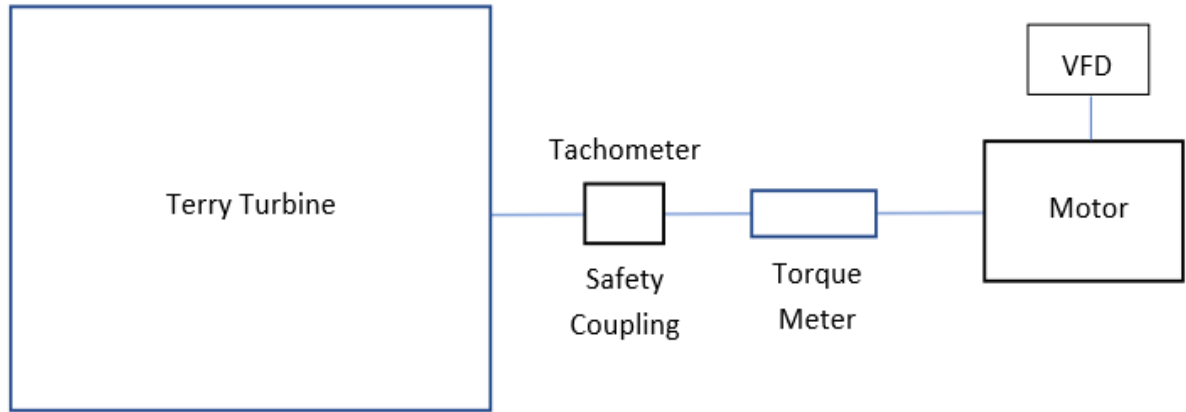 VFD
Tachometer
Terry Turbine
Motor
Safety
Coupling
Torque
Meter